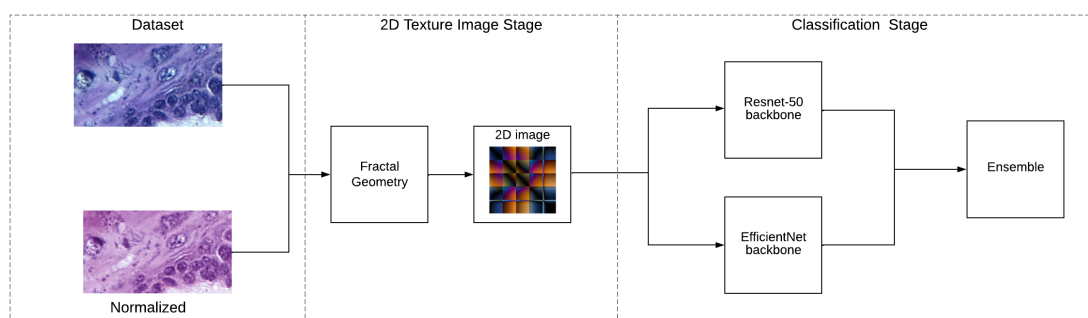 Dataset
2D Texture Image Stage
Classification Stage
Normalized
Fractal
Geometry
2D image
Resnet-50
backbone
EfficientNet
backbone
Ensemble